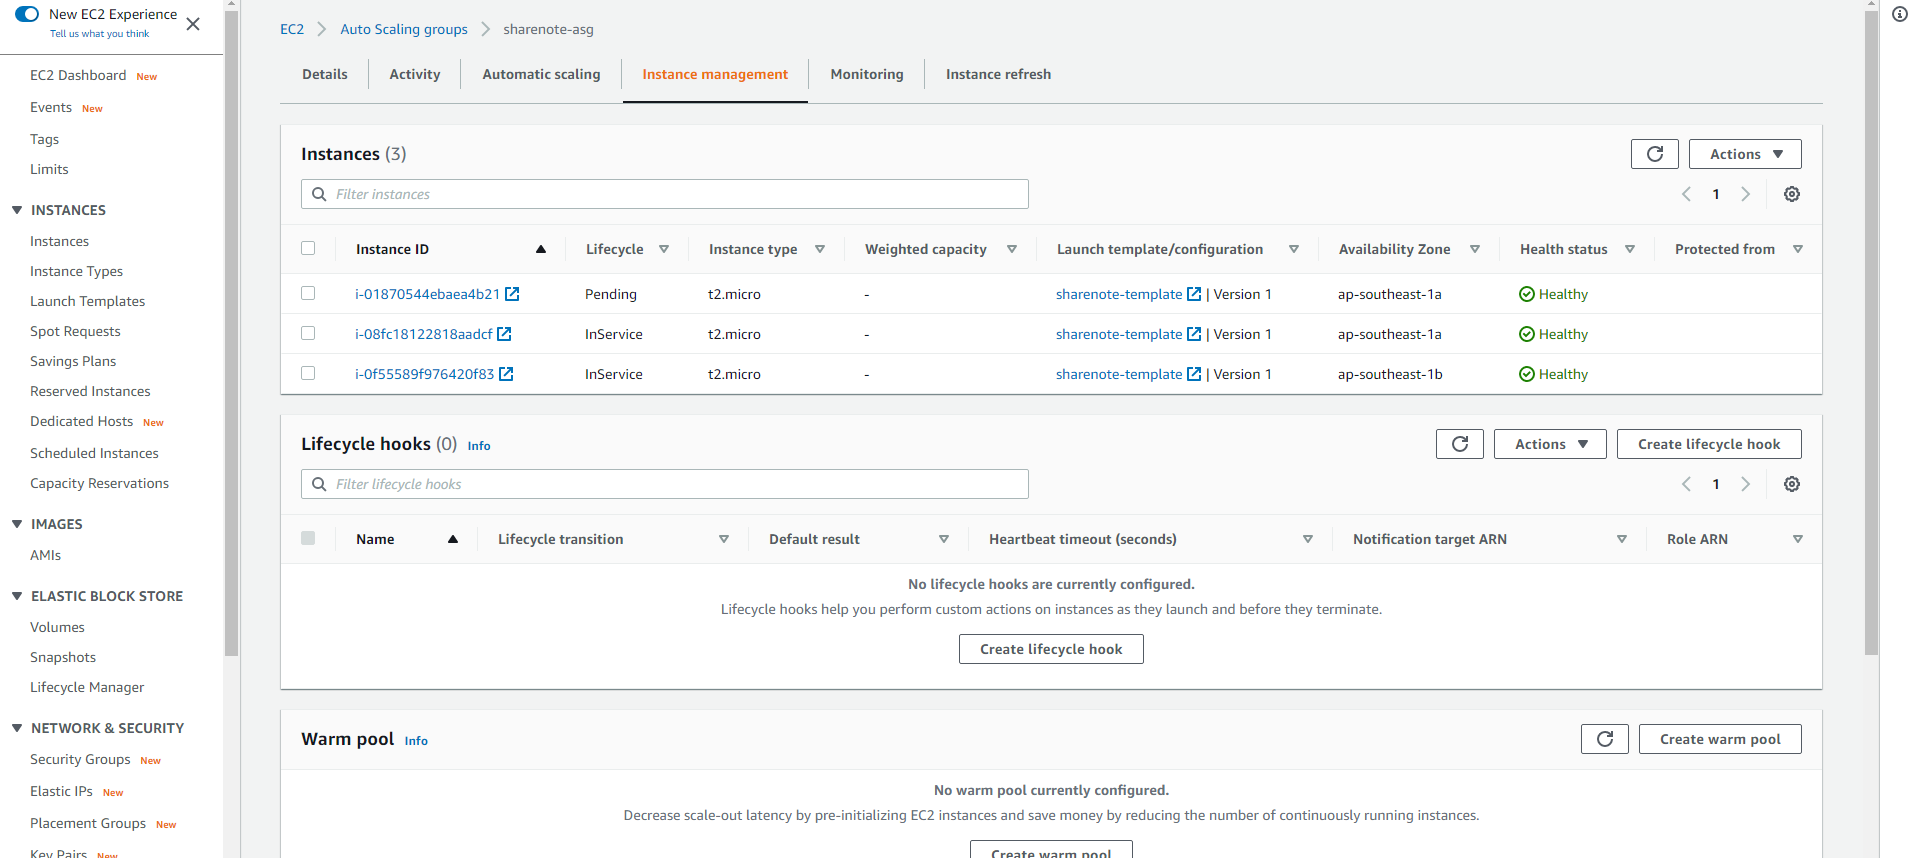 New EC2 Experience
Tell us what you think
EC2 Dashboard New
Events New
Tags
Limits
INSTANCES
Instances
Instance Types
Launch Templates
Spot Requests
Savings Plans
Reserved Instances
Dedicated Hosts New
Scheduled Instances
Capacity Reservations
IMAGES
AMIs
ELASTIC BLOCK STORE
Volumes
Snapshots
Lifecycle Manager
NETWORK & SECURITY
Security Groups New
Elastic IPs New
Placement Groups New
Key Pairs New
EC2 Auto Scaling groups sharenote-asg
Details Activity Automatic scaling Instance management Monitoring Instance refresh
Instances (3) Actions
Filter instances 1
Instance ID Lifecycle Instance type Weighted capacity Launch template/configuration Availability Zone Health status Protected from
i-01870544ebaea4b21 Pending t2.micro - sharenote-template | Version 1 ap-southeast-1a Healthy
i-08fc18122818aadcf InService t2.micro - sharenote-template | Version 1 ap-southeast-1a Healthy
i-0f55589f976420f83 InService t2.micro - sharenote-template | Version 1 ap-southeast-1b Healthy
Lifecycle hooks (0) Info Actions Create lifecycle hook
Filter lifecycle hooks 1
Name Lifecycle transition Default result Heartbeat timeout (seconds) Notification target ARN Role ARN
No lifecycle hooks are currently configured.
Lifecycle hooks help you perform custom actions on instances as they launch and before they terminate.
Create lifecycle hook
Warm pool Info Create warm pool
No warm pool currently configured.
Decrease scale-out latency by pre-initializing EC2 instances and save money by reducing the number of continuously running instances.
Create warm pool